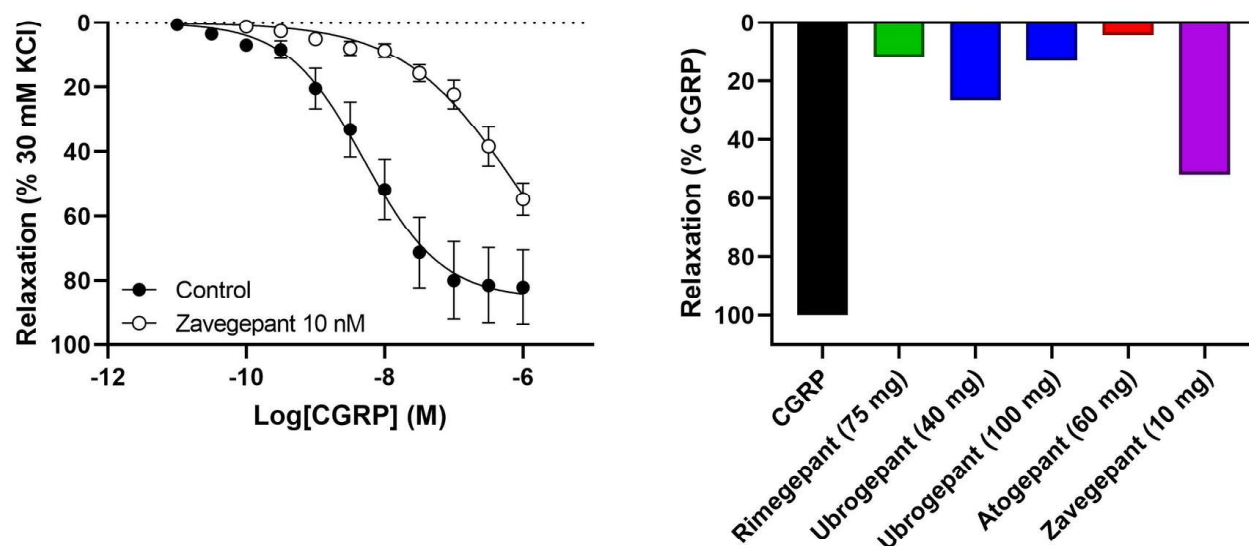 Relaxation (% 30 mM KCl)
0
20
40
60
80
100
Control
Zavegepant 10 nM
-12
-10
-8
-6
Log[CGRP] (M)
Relaxation (% CGRP)
0
20
40
60
80
100
CGRP
Rimegepant (75 mg)
Ubrogepant (40 mg)
Ubrogepant (100 mg)
Atogepant (60 mg)
Zavegepant (10 mg)